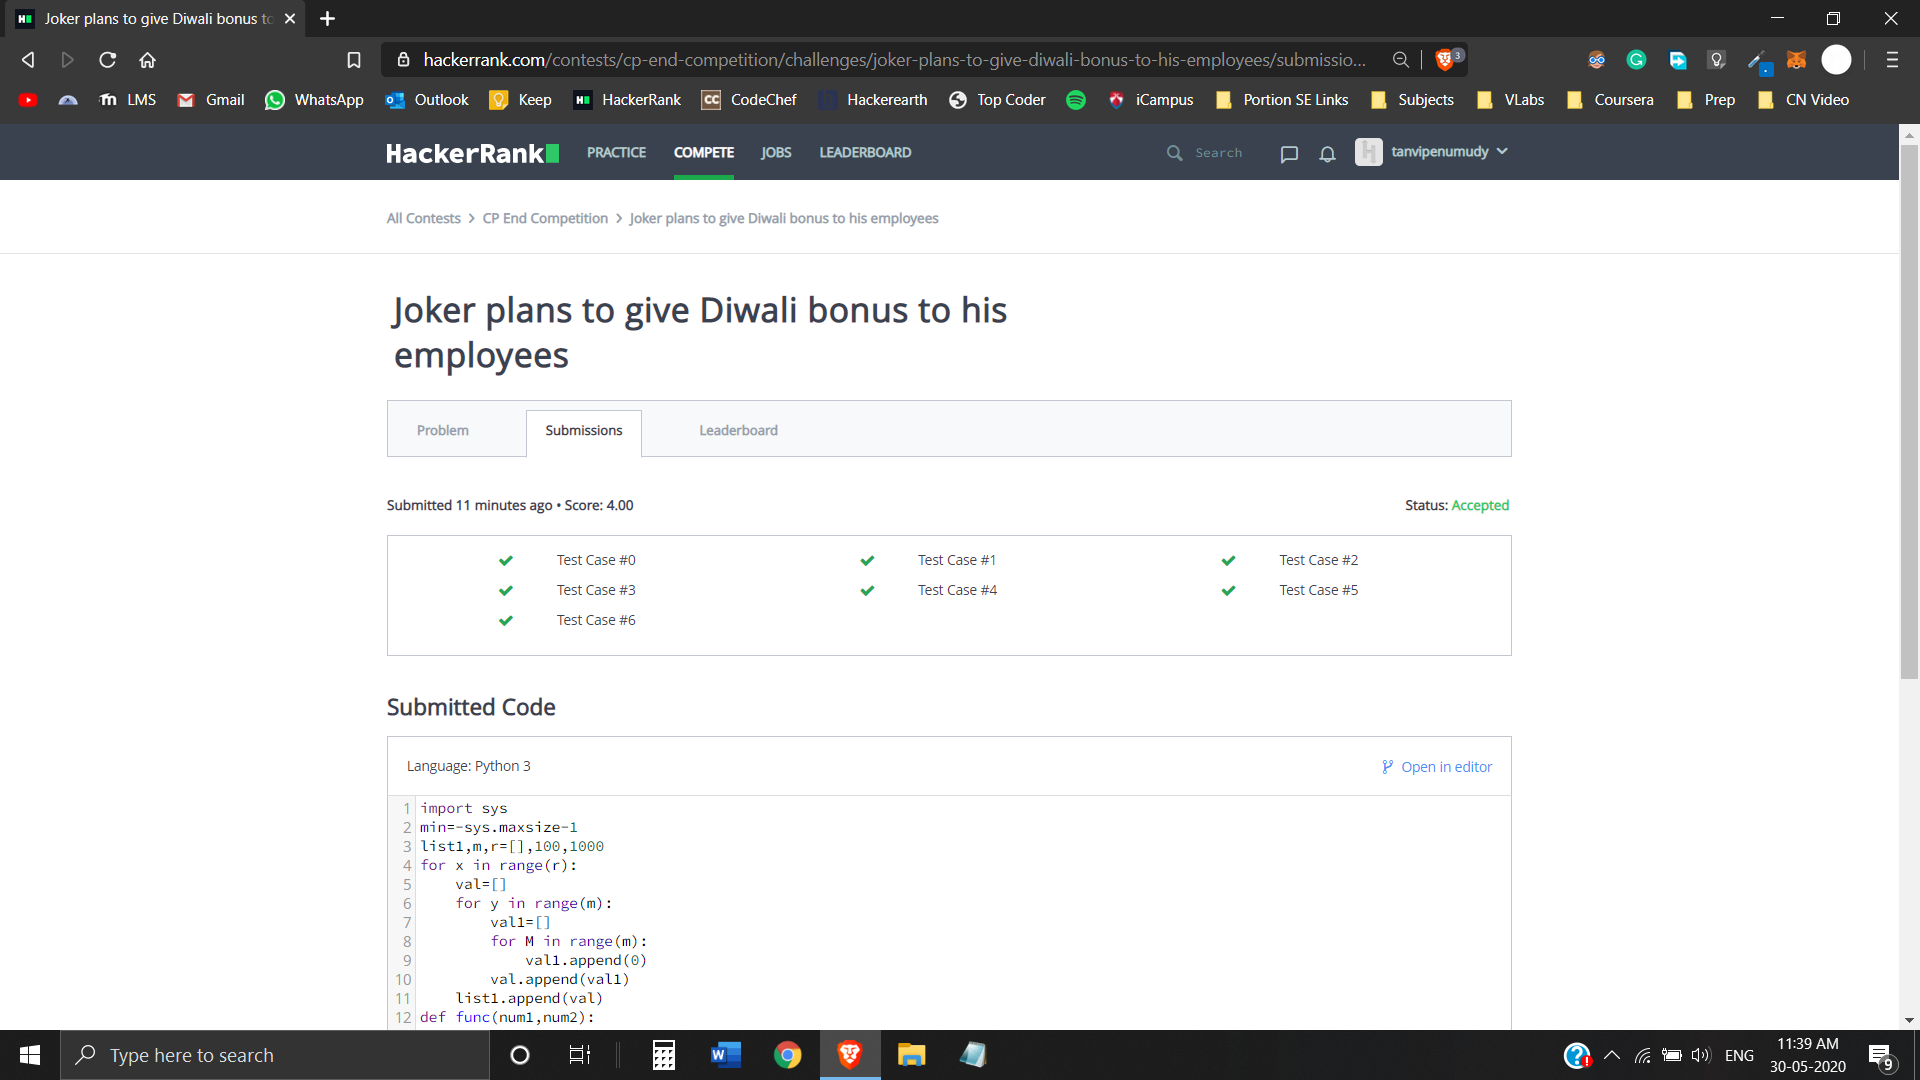 Joker plans to give Diwali bonus to
hackerrank.com/contests/cp-end-competition/challenges/joker-plans-to-give-diwali-bonus-to-his-employees/submissio...
3
LMS Gmail WhatsApp Outlook Keep HackerRank CodeChef Hackerearth Top Coder iCampus Portion SE Links Subjects VLabs Coursera Prep CN Video
HackerRank PRACTICE COMPETE JOBS LEADERBOARD Search tanvipenumudy
All Contests > CP End Competition > Joker plans to give Diwali bonus to his employees
Joker plans to give Diwali bonus to his
employees
Problem Submissions Leaderboard
Submitted 11 minutes ago • Score: 4.00 Status: Accepted
Test Case #0 Test Case #1 Test Case #2
Test Case #3 Test Case #4 Test Case #5
Test Case #6
Submitted Code
Language: Python 3 Open in editor
1 import sys
2 min=-sys.maxsize-1
3 list1,m,r=[],100,1000
4 for x in range(r):
5     val=[]
6     for y in range(m):
7         val1=[]
8         for M in range(m):
9             val1.append(0)
10         val.append(val1)
11     list1.append(val)
12 def func(num1,num2):
Type here to search
ENG
11:39 AM
30-05-2020
9